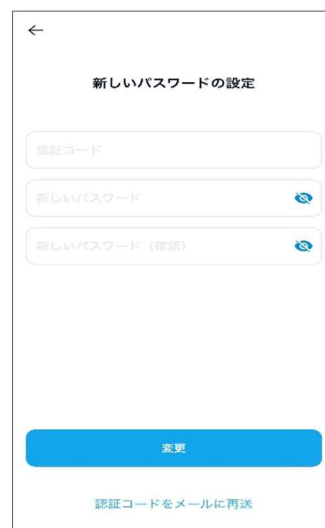 新しいパスワードの設定
認証コード
新しいパスワード
新しいパスワード（確認）
変更
認証コードをメールに再送